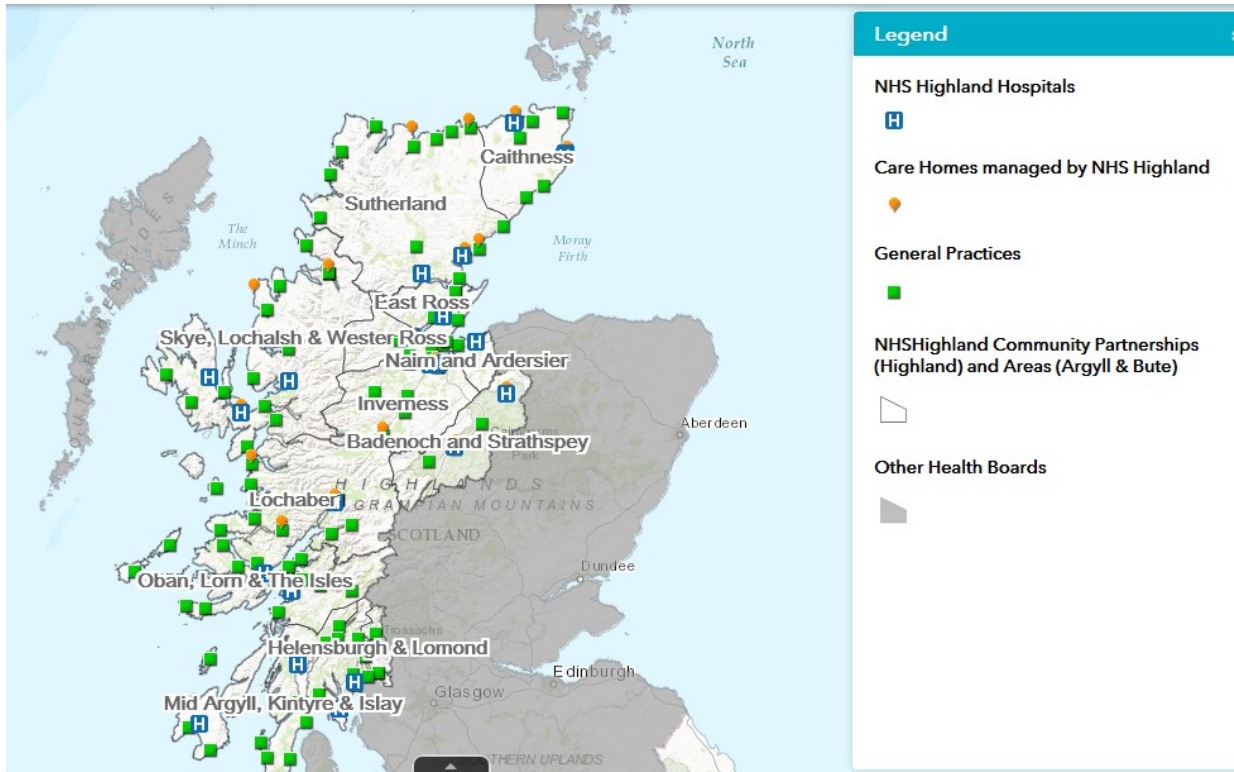 North
Sea
Caithness
Sutherland
The
Minch
Moray
Firth
East Ross
Skye, Lochalsh & Wester Ross
Nairn and Ardersier
Inverness
Aberdeen
Badenoch and Strathspey
Park
HIGHLANDS
Lochaber
GRAMPIAN MOUNTAINS
SCOTLAND
Dundee
Oban, Lorn & The Isles
Trossachs
Helensburgh & Lomond
Edinburgh
Glasgow
Mid Argyll, Kintyre & Islay
Legend
NHS Highland Hospitals
H
Care Homes managed by NHS Highland
General Practices
NHSHighland Community Partnerships
(Highland) and Areas (Argyll & Bute)
Other Health Boards